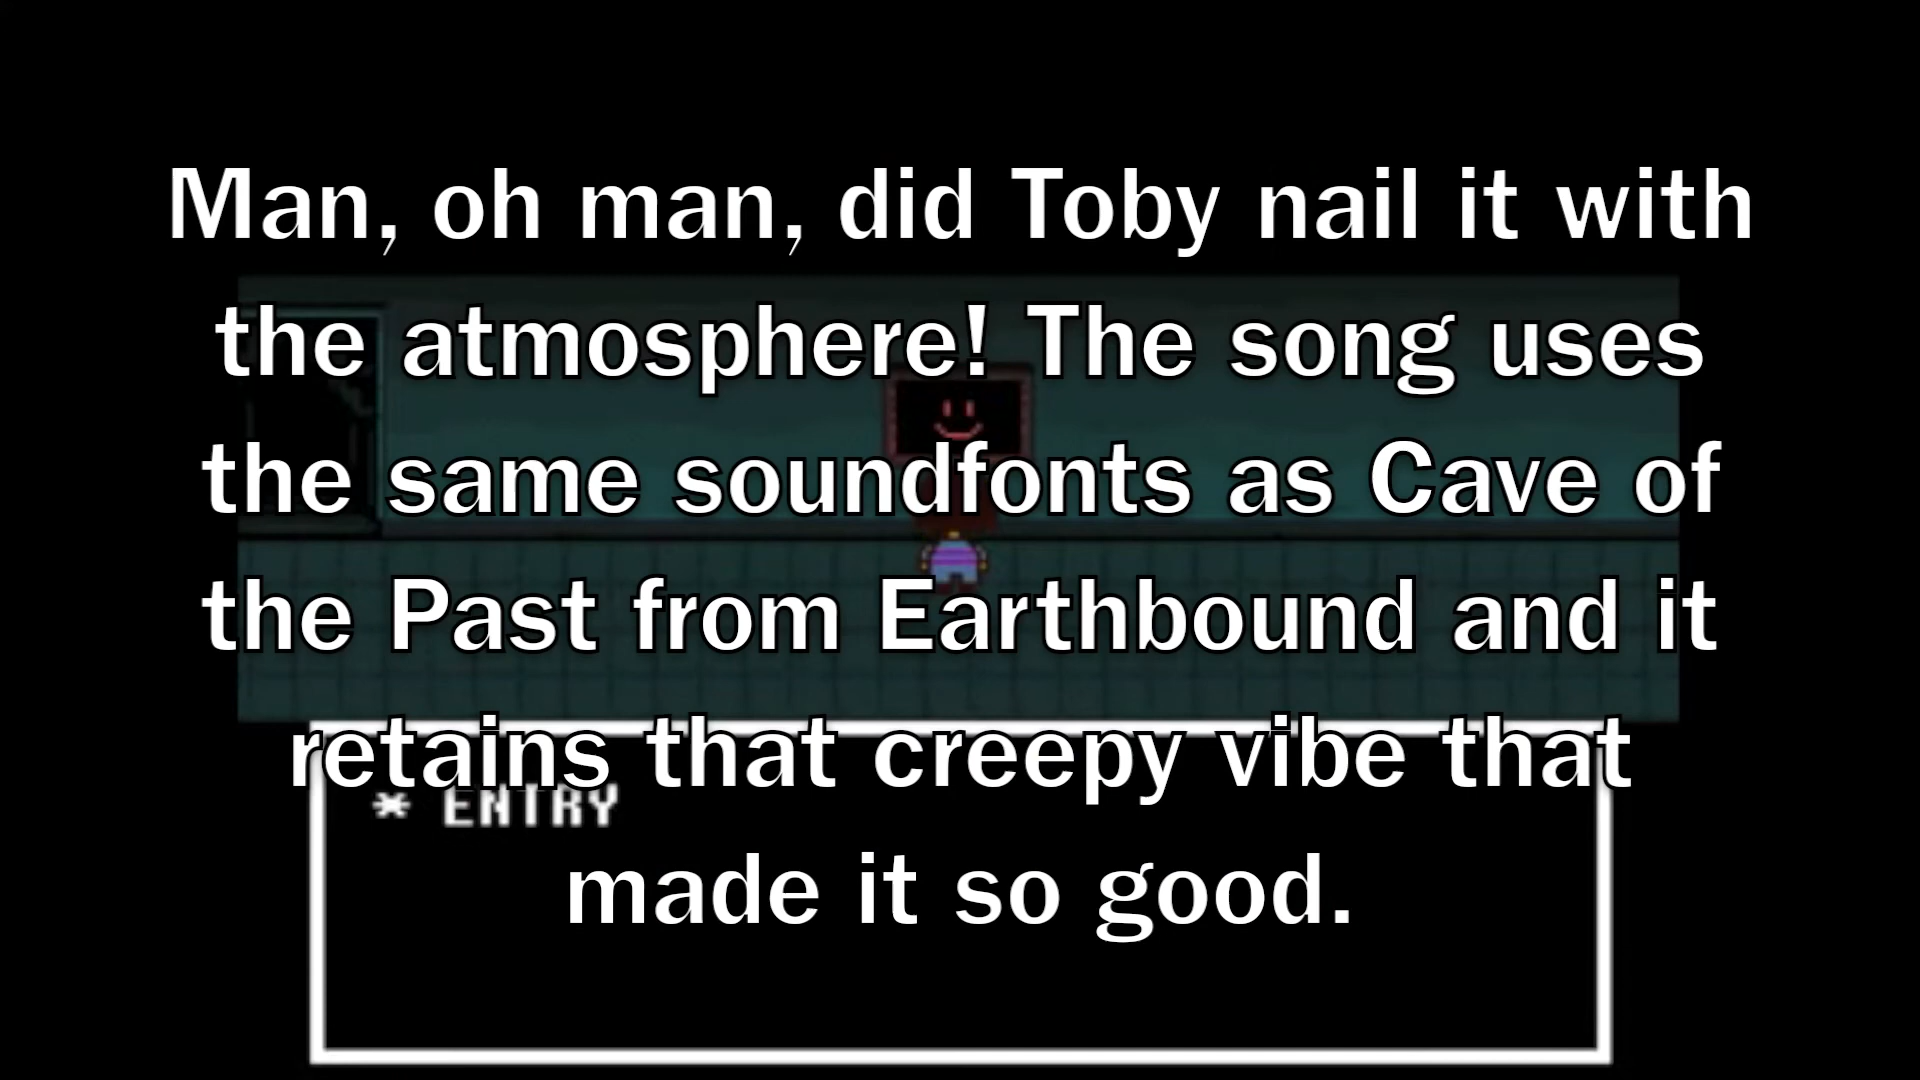 Man, oh man, did Toby nail it with
the atmosphere! The song uses
the same soundfonts as Cave of
the Past from Earthbound and it
retains that creepy vibe that
* ENTRY
made it so good.